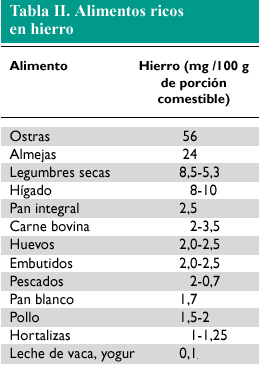 Tabla II. Alimentos ricos
en hierro
Alimento Hierro (mg /100 g
de porción
comestible)
Ostras 56
Almejas 24
Legumbres secas 8,5-5,3
Hígado 8-10
Pan integral 2,5
Carne bovina 2-3,5
Huevos 2,0-2,5
Embutidos 2,0-2,5
Pescados 2-0,7
Pan blanco 1,7
Pollo 1,5-2
Hortalizas 1-1,25
Leche de vaca, yogur 0,1